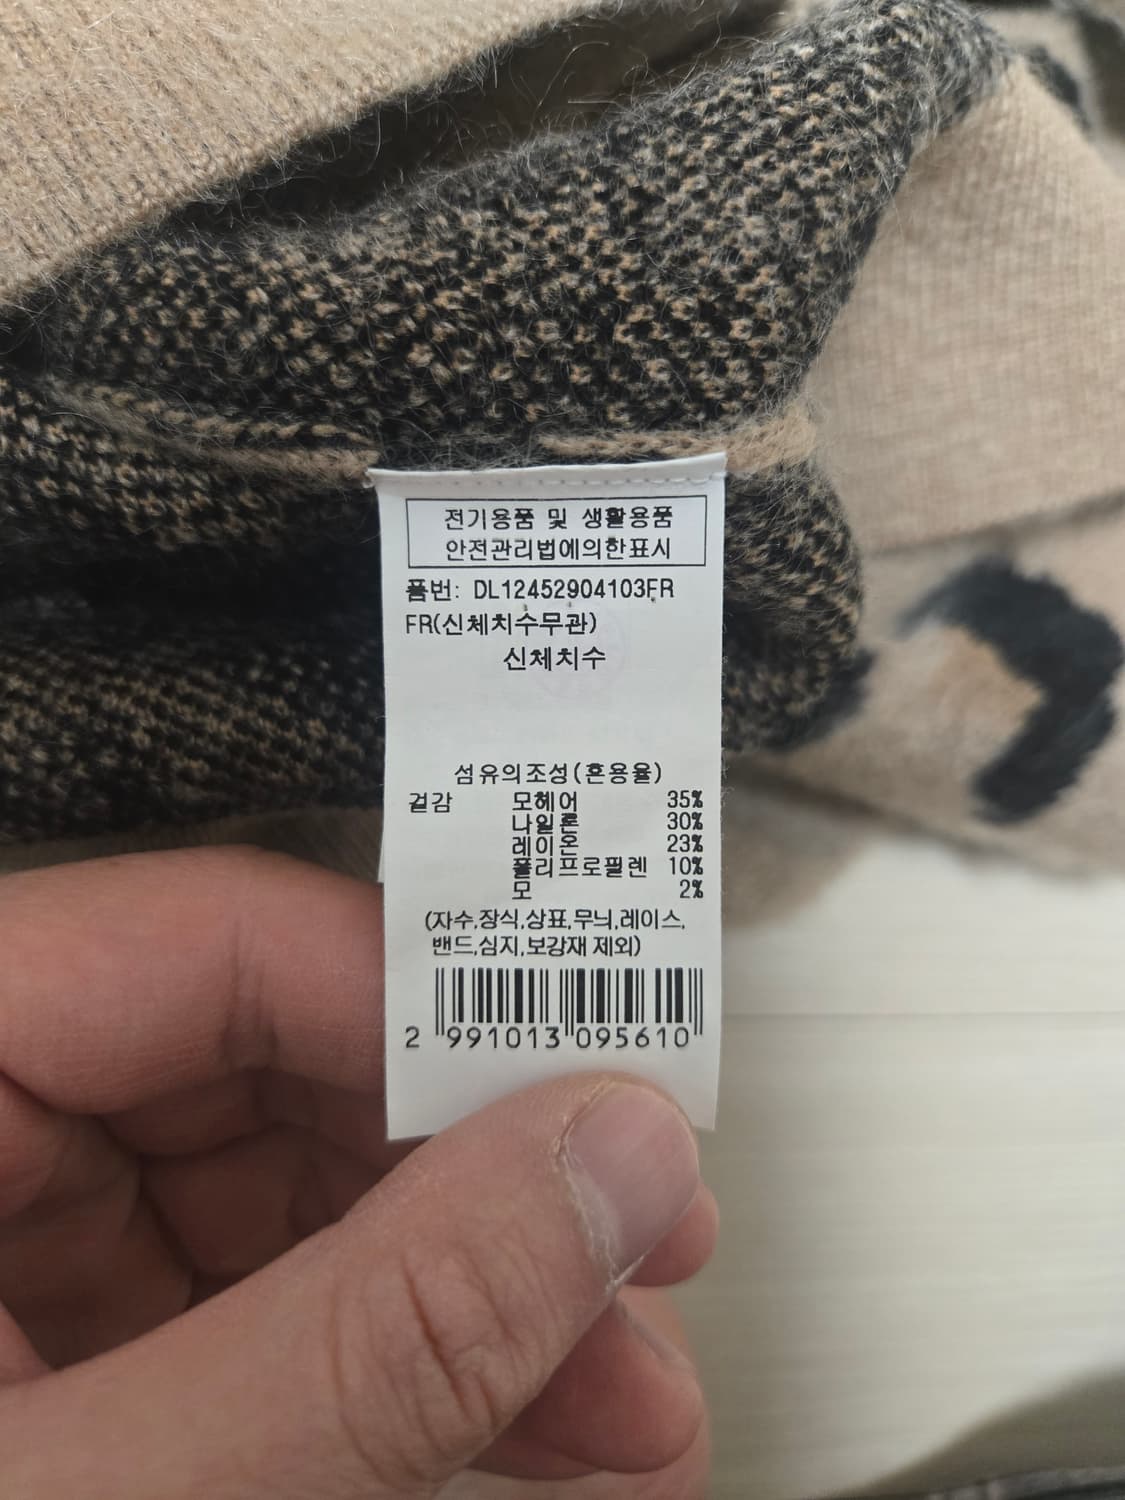 전기용품 및 생활용품
안전관리법에의한표시
품번: DL12452904103FR
FR(신체치수무관)
신체치수
섬유의조성(혼용율)
겉감 모헤어 35%
나일론 30%
레이온 23%
폴리프로필렌 10%
모 2%
(자수,장식,상표,무늬,레이스,
밴드,심지,보강재 제외)
2 991013 095610